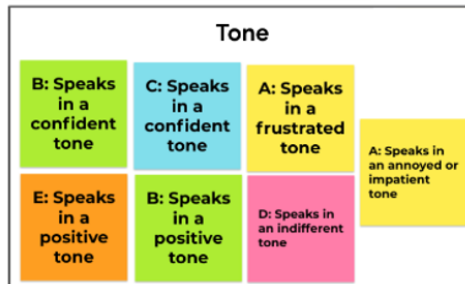 Tone
B: Speaks
in a
confident
tone
C: Speaks
in a
confident
tone
A: Speaks
in a
frustrated
tone
A: Speaks in
an annoyed or
impatient
tone
E: Speaks
in a
positive
tone
B: Speaks
in a
positive
tone
D: Speaks in
an indifferent
tone